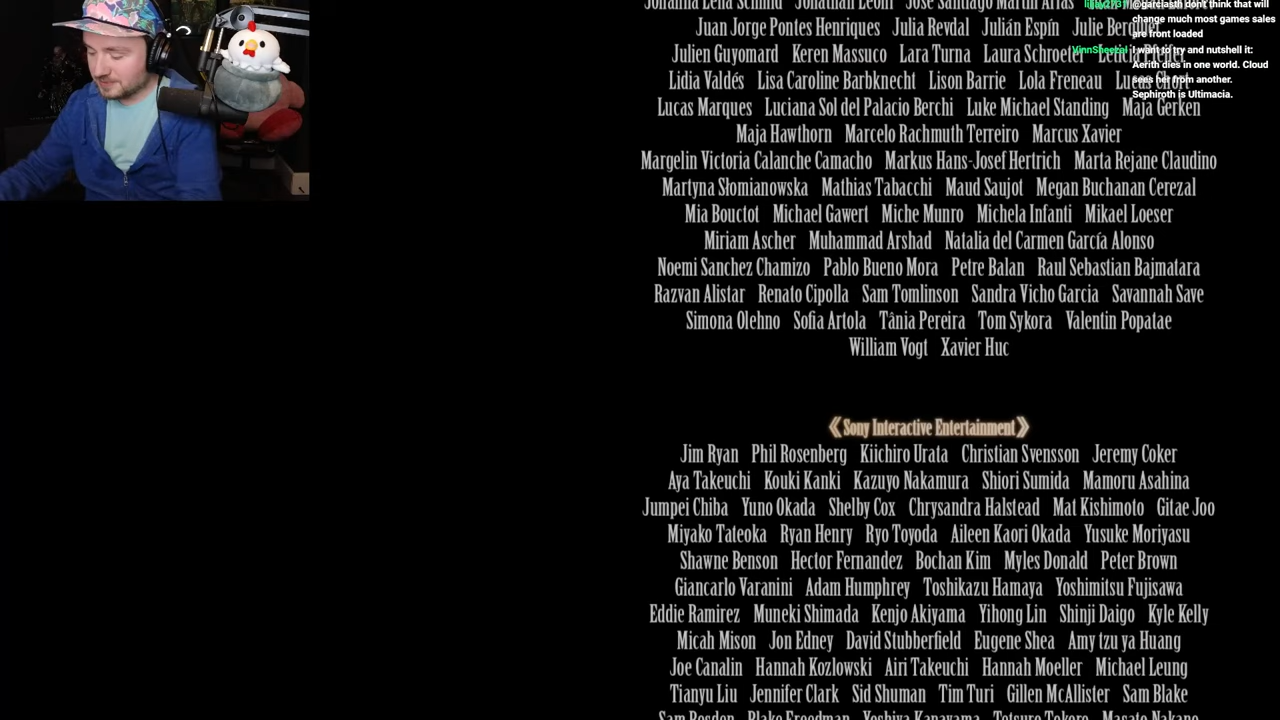 Juan Jorge Pontes Henriques Julia Revdal Julián Espín Julie
Julien Guyomard Keren Massuco Lara Turna Laura Schroeter
Lidia Valdés Lisa Caroline Barbknecht Lison Barrie Lola Freneau
Lucas Marques Luciana Sol del Palacio Berchi Luke Michael Standing Maja Gerken
Maja Hawthorn Marcelo Rachmuth Terreiro Marcus Xavier
Margelin Victoria Calanche Camacho Markus Hans-Josef Hertrich Marta Rejane Claudino
Martyna Słomianowska Mathias Tabacchi Maud Saujot Megan Buchanan Cerezal
Mia Bouctot Michael Gawert Miche Munro Michela Infanti Mikael Loeser
Miriam Ascher Muhammad Arshad Natalia del Carmen García Alonso
Noemi Sanchez Chamizo Pablo Bueno Mora Petre Balan Raul Sebastian Bajmatara
Razvan Alistar Renato Cipolla Sam Tomlinson Sandra Vicho Garcia Savannah Save
Simona Olehno Sofia Artola Tânia Pereira Tom Sykora Valentin Popatae
William Vogt Xavier Huc
《Sony Interactive Entertainment》
Jim Ryan Phil Rosenberg Kiichiro Urata Christian Svensson Jeremy Coker
Aya Takeuchi Kouki Kanki Kazuyo Nakamura Shiori Sumida Mamoru Asahina
Jumpei Chiba Yuno Okada Shelby Cox Chrysandra Halstead Mat Kishimoto Gitae Joo
Miyako Tateoka Ryan Henry Ryo Toyoda Aileen Kaori Okada Yusuke Moriyasu
Shawne Benson Hector Fernandez Bochan Kim Myles Donald Peter Brown
Giancarlo Varanini Adam Humphrey Toshikazu Hamaya Yoshimitsu Fujisawa
Eddie Ramirez Muneki Shimada Kenjo Akiyama Yihong Lin Shinji Daigo Kyle Kelly
Micah Mison Jon Edney David Stubberfield Eugene Shea Amy tzu ya Huang
Joe Canalin Hannah Kozlowski Airi Takeuchi Hannah Moeller Michael Leung
Tianyu Liu Jennifer Clark Sid Shuman Tim Turi Gillen McAllister Sam Blake
@garciasth don't think that will
change much most games sales
are front loaded
VinnSheezal I want to try and nutshell it:
Aerith dies in one world. Cloud
sees her from another.
Sephiroth is Ultimacia.